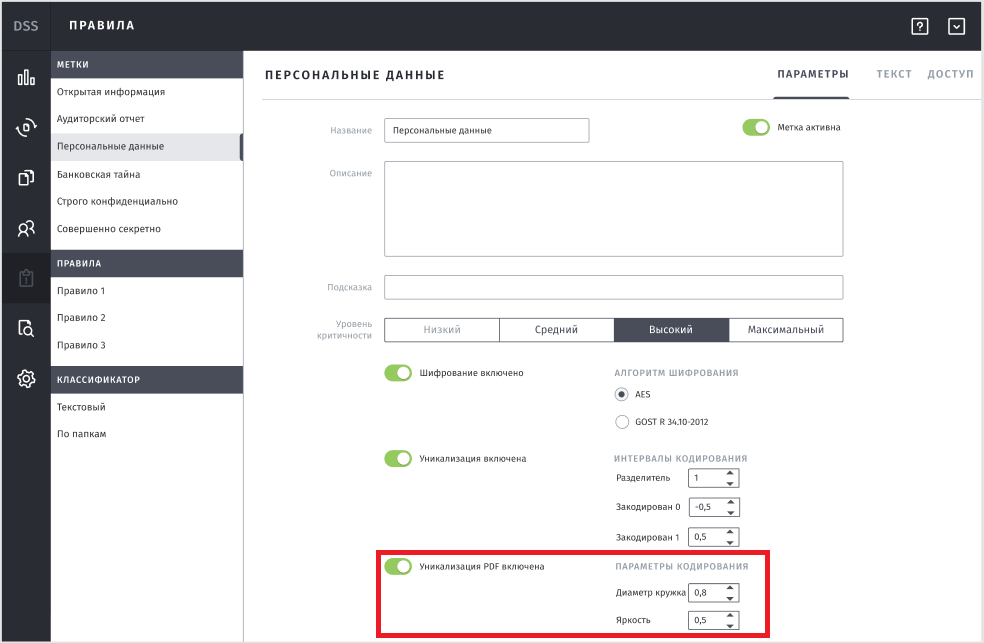 DSS
ПРАВИЛА
МЕТКИ
Открытая информация
Аудиторский отчет
Персональные данные
Банковская тайна
Строго конфиденциально
Совершенно секретно
ПРАВИЛА
Правило 1
Правило 2
Правило 3
КЛАССИФИКАТОР
Текстовый
По папкам
ПЕРСОНАЛЬНЫЕ ДАННЫЕ
ПАРАМЕТРЫ ТЕКСТ ДОСТУП
Название Персональные данные
Метка активна
Описание
Подсказка
Уровень
критичности
Низкий Средний Высокий Максимальный
Шифрование включено
АЛГОРИТМ ШИФРОВАНИЯ
AES
GOST R 34.10-2012
Уникализация включена
ИНТЕРВАЛЫ КОДИРОВАНИЯ
Разделитель 1
Закодирован 0 -0,5
Закодирован 1 0,5
Уникализация PDF включена
ПАРАМЕТРЫ КОДИРОВАНИЯ
Диаметр кружка 0,8
Яркость 0,5